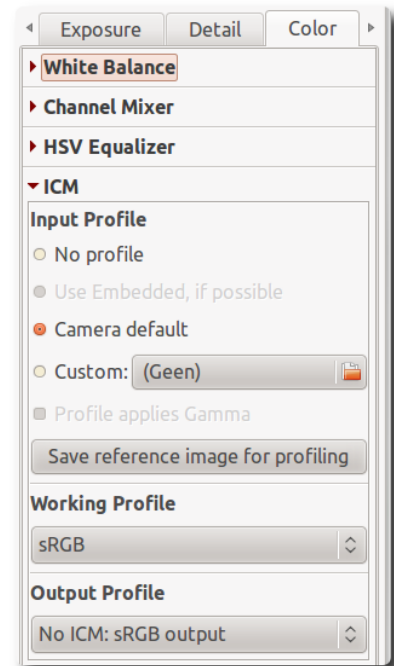 Exposure Detail Color
White Balance
Channel Mixer
HSV Equalizer
ICM
Input Profile
No profile
Use Embedded, if possible
Camera default
Custom: (Geen)
Profile applies Gamma
Save reference image for profiling
Working Profile
sRGB
Output Profile
No ICM: sRGB output